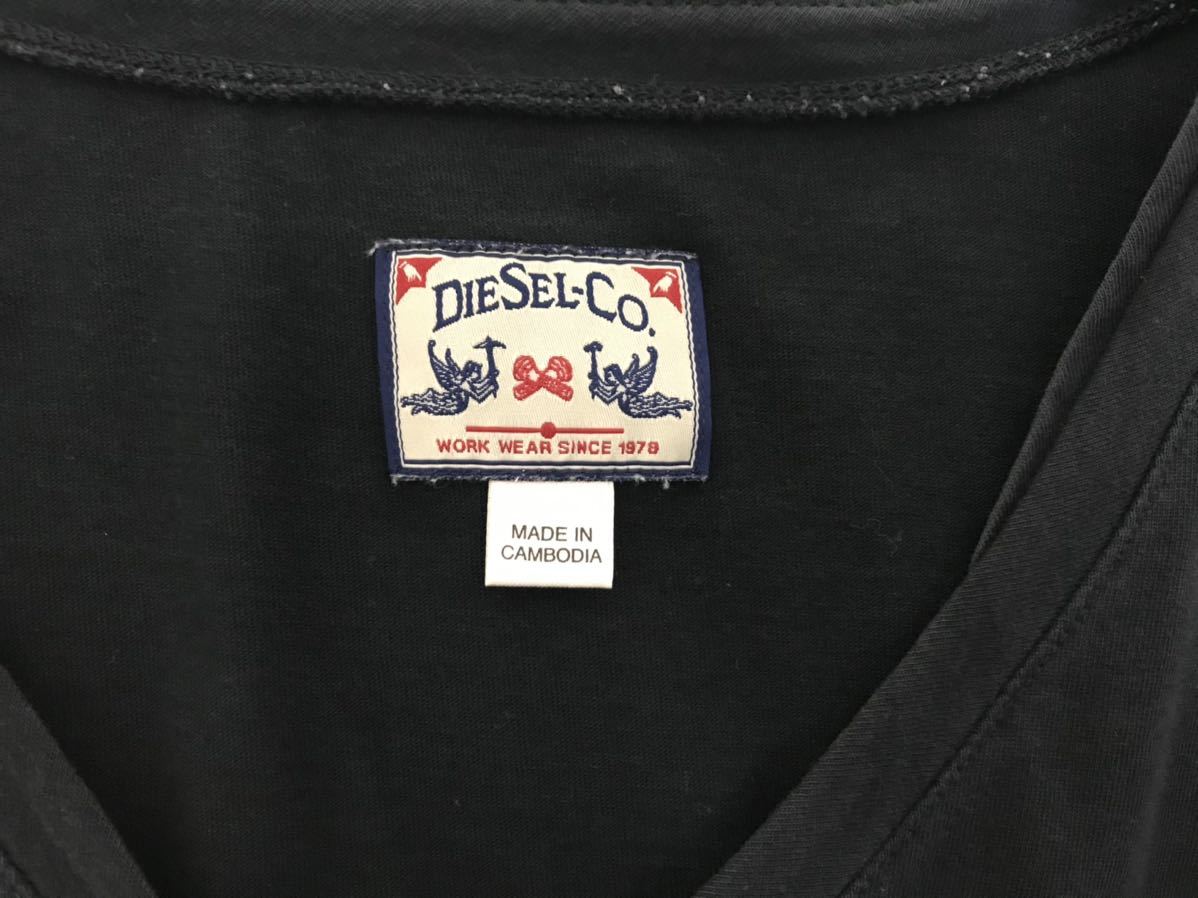 DIESEL-CO.
WORK WEAR SINCE 1978
MADE IN
CAMBODIA